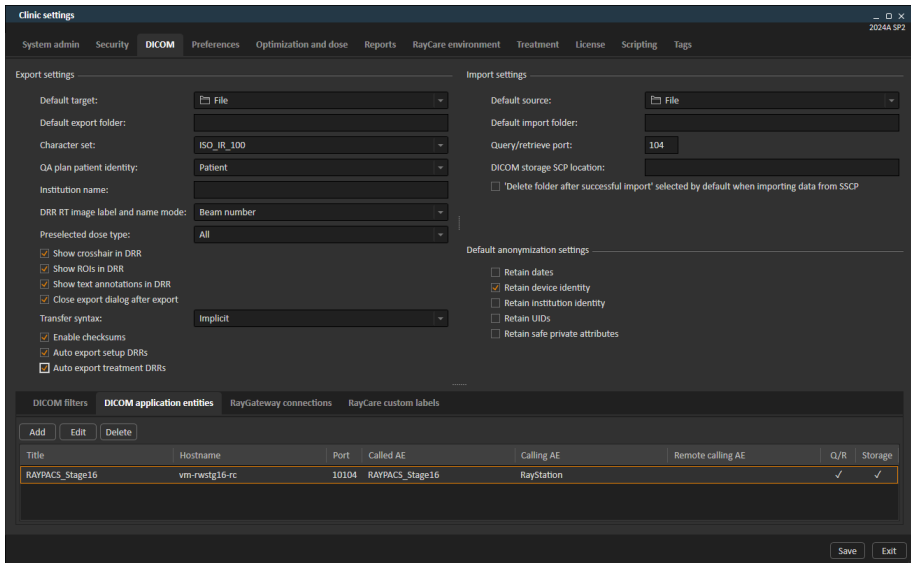 Clinic settings
2024A SP2
System admin Security DICOM Preferences Optimization and dose Reports RayCare environment Treatment License Scripting Tags
Export settings
Default target: File
Default export folder:
Character set: ISO_IR_100
QA plan patient identity: Patient
Institution name:
DRR RT image label and name mode: Beam number
Preselected dose type: All
Show crosshair in DRR
Show ROIs in DRR
Show text annotations in DRR
Close export dialog after export
Transfer syntax: Implicit
Enable checksums
Auto export setup DRRs
Auto export treatment DRRs
Import settings
Default source: File
Default import folder:
Query/retrieve port: 104
DICOM storage SCP location:
'Delete folder after successful import' selected by default when importing data from SSCP
Default anonymization settings
Retain dates
Retain device identity
Retain institution identity
Retain UIDs
Retain safe private attributes
DICOM filters DICOM application entities RayGateway connections RayCare custom labels
Add Edit Delete
Title Hostname Port Called AE Calling AE Remote calling AE Q/R Storage
RAYPACS_Stage16 vm-rwstg16-rc 10104 RAYPACS_Stage16 RayStation ✓ ✓
Save Exit